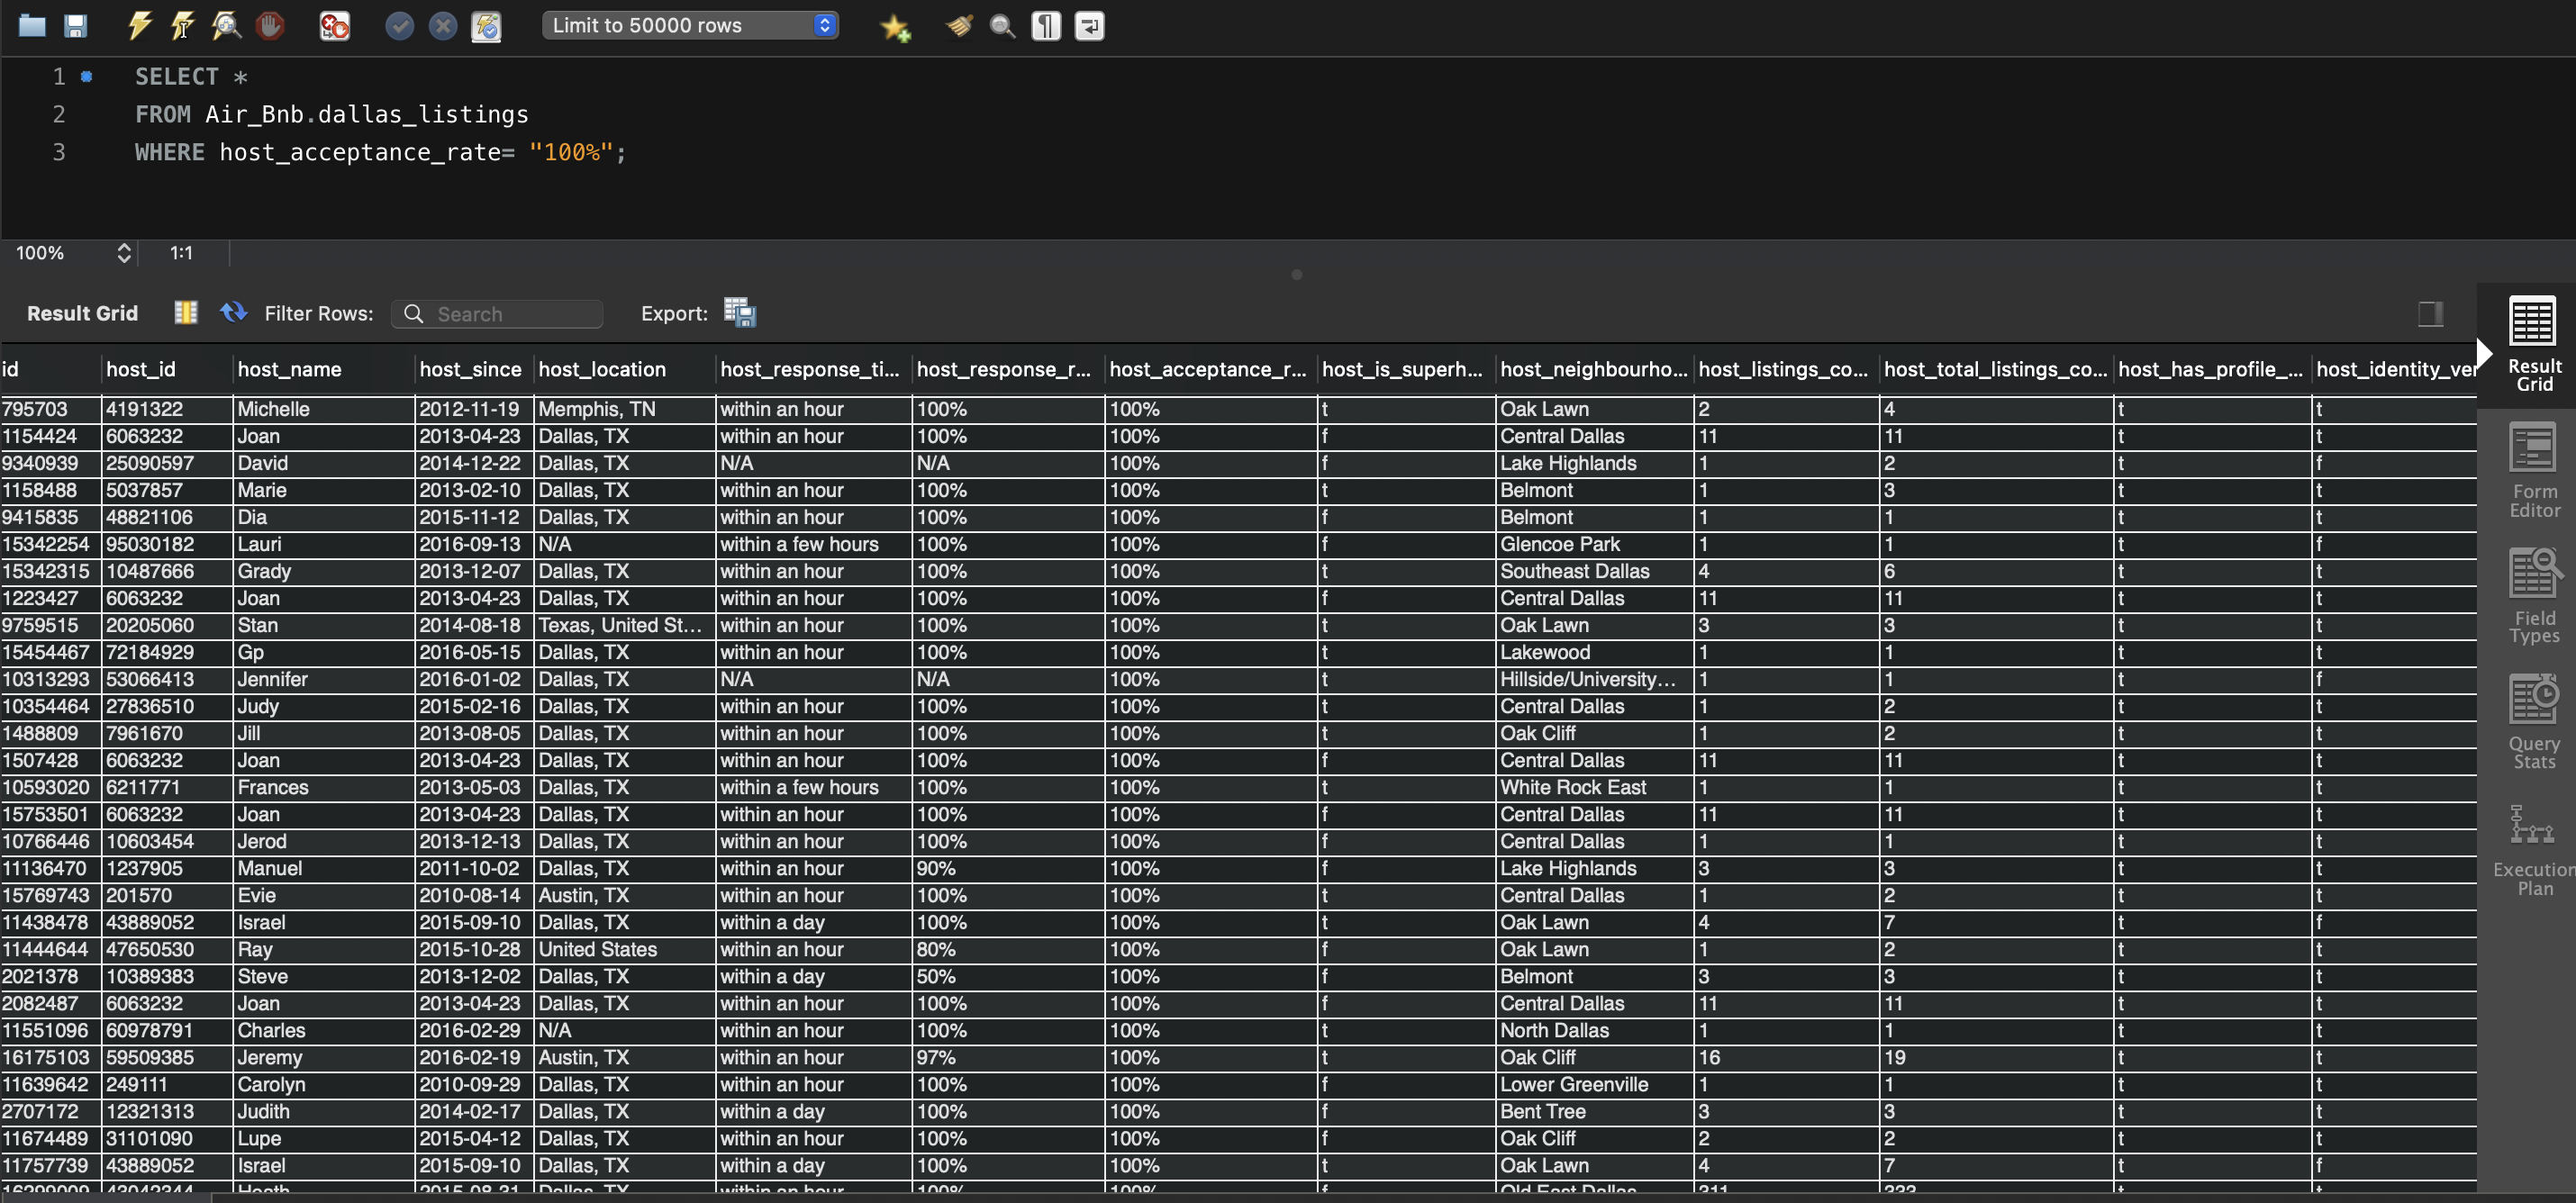 Limit to 50000 rows
1 SELECT *
2 FROM Air_Bnb.dallas_listings
3 WHERE host_acceptance_rate= "100%";
100% 1:1
Result Grid Filter Rows: Search Export:
id host_id host_name host_since host_location host_response_ti... host_response_r... host_acceptance_r... host_is_superh... host_neighbourho... host_listings_co... host_total_listings_co... host_has_profile_... host_identity_ver
795703 4191322 Michelle 2012-11-19 Memphis, TN within an hour 100% 100% t Oak Lawn 2 4 t t
1154424 6063232 Joan 2013-04-23 Dallas, TX within an hour 100% 100% f Central Dallas 11 11 t t
9340939 25090597 David 2014-12-22 Dallas, TX N/A N/A 100% f Lake Highlands 1 2 t f
1158488 5037857 Marie 2013-02-10 Dallas, TX within an hour 100% 100% t Belmont 1 3 t t
9415835 48821106 Dia 2015-11-12 Dallas, TX within an hour 100% 100% f Belmont 1 1 t t
15342254 95030182 Lauri 2016-09-13 N/A within a few hours 100% 100% f Glencoe Park 1 1 t f
15342315 10487666 Grady 2013-12-07 Dallas, TX within an hour 100% 100% t Southeast Dallas 4 6 t t
1223427 6063232 Joan 2013-04-23 Dallas, TX within an hour 100% 100% f Central Dallas 11 11 t t
9759515 20205060 Stan 2014-08-18 Texas, United St... within an hour 100% 100% t Oak Lawn 3 3 t t
15454467 72184929 Gp 2016-05-15 Dallas, TX within an hour 100% 100% t Lakewood 1 1 t t
10313293 53066413 Jennifer 2016-01-02 Dallas, TX N/A N/A 100% t Hillside/University... 1 1 t f
10354464 27836510 Judy 2015-02-16 Dallas, TX within an hour 100% 100% t Central Dallas 1 2 t t
1488809 7961670 Jill 2013-08-05 Dallas, TX within an hour 100% 100% t Oak Cliff 1 2 t t
1507428 6063232 Joan 2013-04-23 Dallas, TX within an hour 100% 100% f Central Dallas 11 11 t t
10593020 6211771 Frances 2013-05-03 Dallas, TX within a few hours 100% 100% t White Rock East 1 1 t t
15753501 6063232 Joan 2013-04-23 Dallas, TX within an hour 100% 100% f Central Dallas 11 11 t t
10766446 10603454 Jerod 2013-12-13 Dallas, TX within an hour 100% 100% f Central Dallas 1 1 t t
11136470 1237905 Manuel 2011-10-02 Dallas, TX within an hour 90% 100% f Lake Highlands 3 3 t t
15769743 201570 Evie 2010-08-14 Austin, TX within an hour 100% 100% t Central Dallas 1 2 t t
11438478 43889052 Israel 2015-09-10 Dallas, TX within a day 100% 100% t Oak Lawn 4 7 t f
11444644 47650530 Ray 2015-10-28 United States within an hour 80% 100% f Oak Lawn 1 2 t t
2021378 10389383 Steve 2013-12-02 Dallas, TX within a day 50% 100% f Belmont 3 3 t t
2082487 6063232 Joan 2013-04-23 Dallas, TX within an hour 100% 100% f Central Dallas 11 11 t t
11551096 60978791 Charles 2016-02-29 N/A within an hour 100% 100% t North Dallas 1 1 t t
16175103 59509385 Jeremy 2016-02-19 Austin, TX within an hour 97% 100% t Oak Cliff 16 19 t t
11639642 249111 Carolyn 2010-09-29 Dallas, TX within an hour 100% 100% f Lower Greenville 1 1 t t
2707172 12321313 Judith 2014-02-17 Dallas, TX within a day 100% 100% f Bent Tree 3 3 t t
11674489 31101090 Lupe 2015-04-12 Dallas, TX within an hour 100% 100% f Oak Cliff 2 2 t t
11757739 43889052 Israel 2015-09-10 Dallas, TX within a day 100% 100% t Oak Lawn 4 7 t f
Dallas, TX within an hour 100% 100% Old East Dallas
Result
Grid
Form
Editor
Field
Types
Query
Stats
Execution
Plan